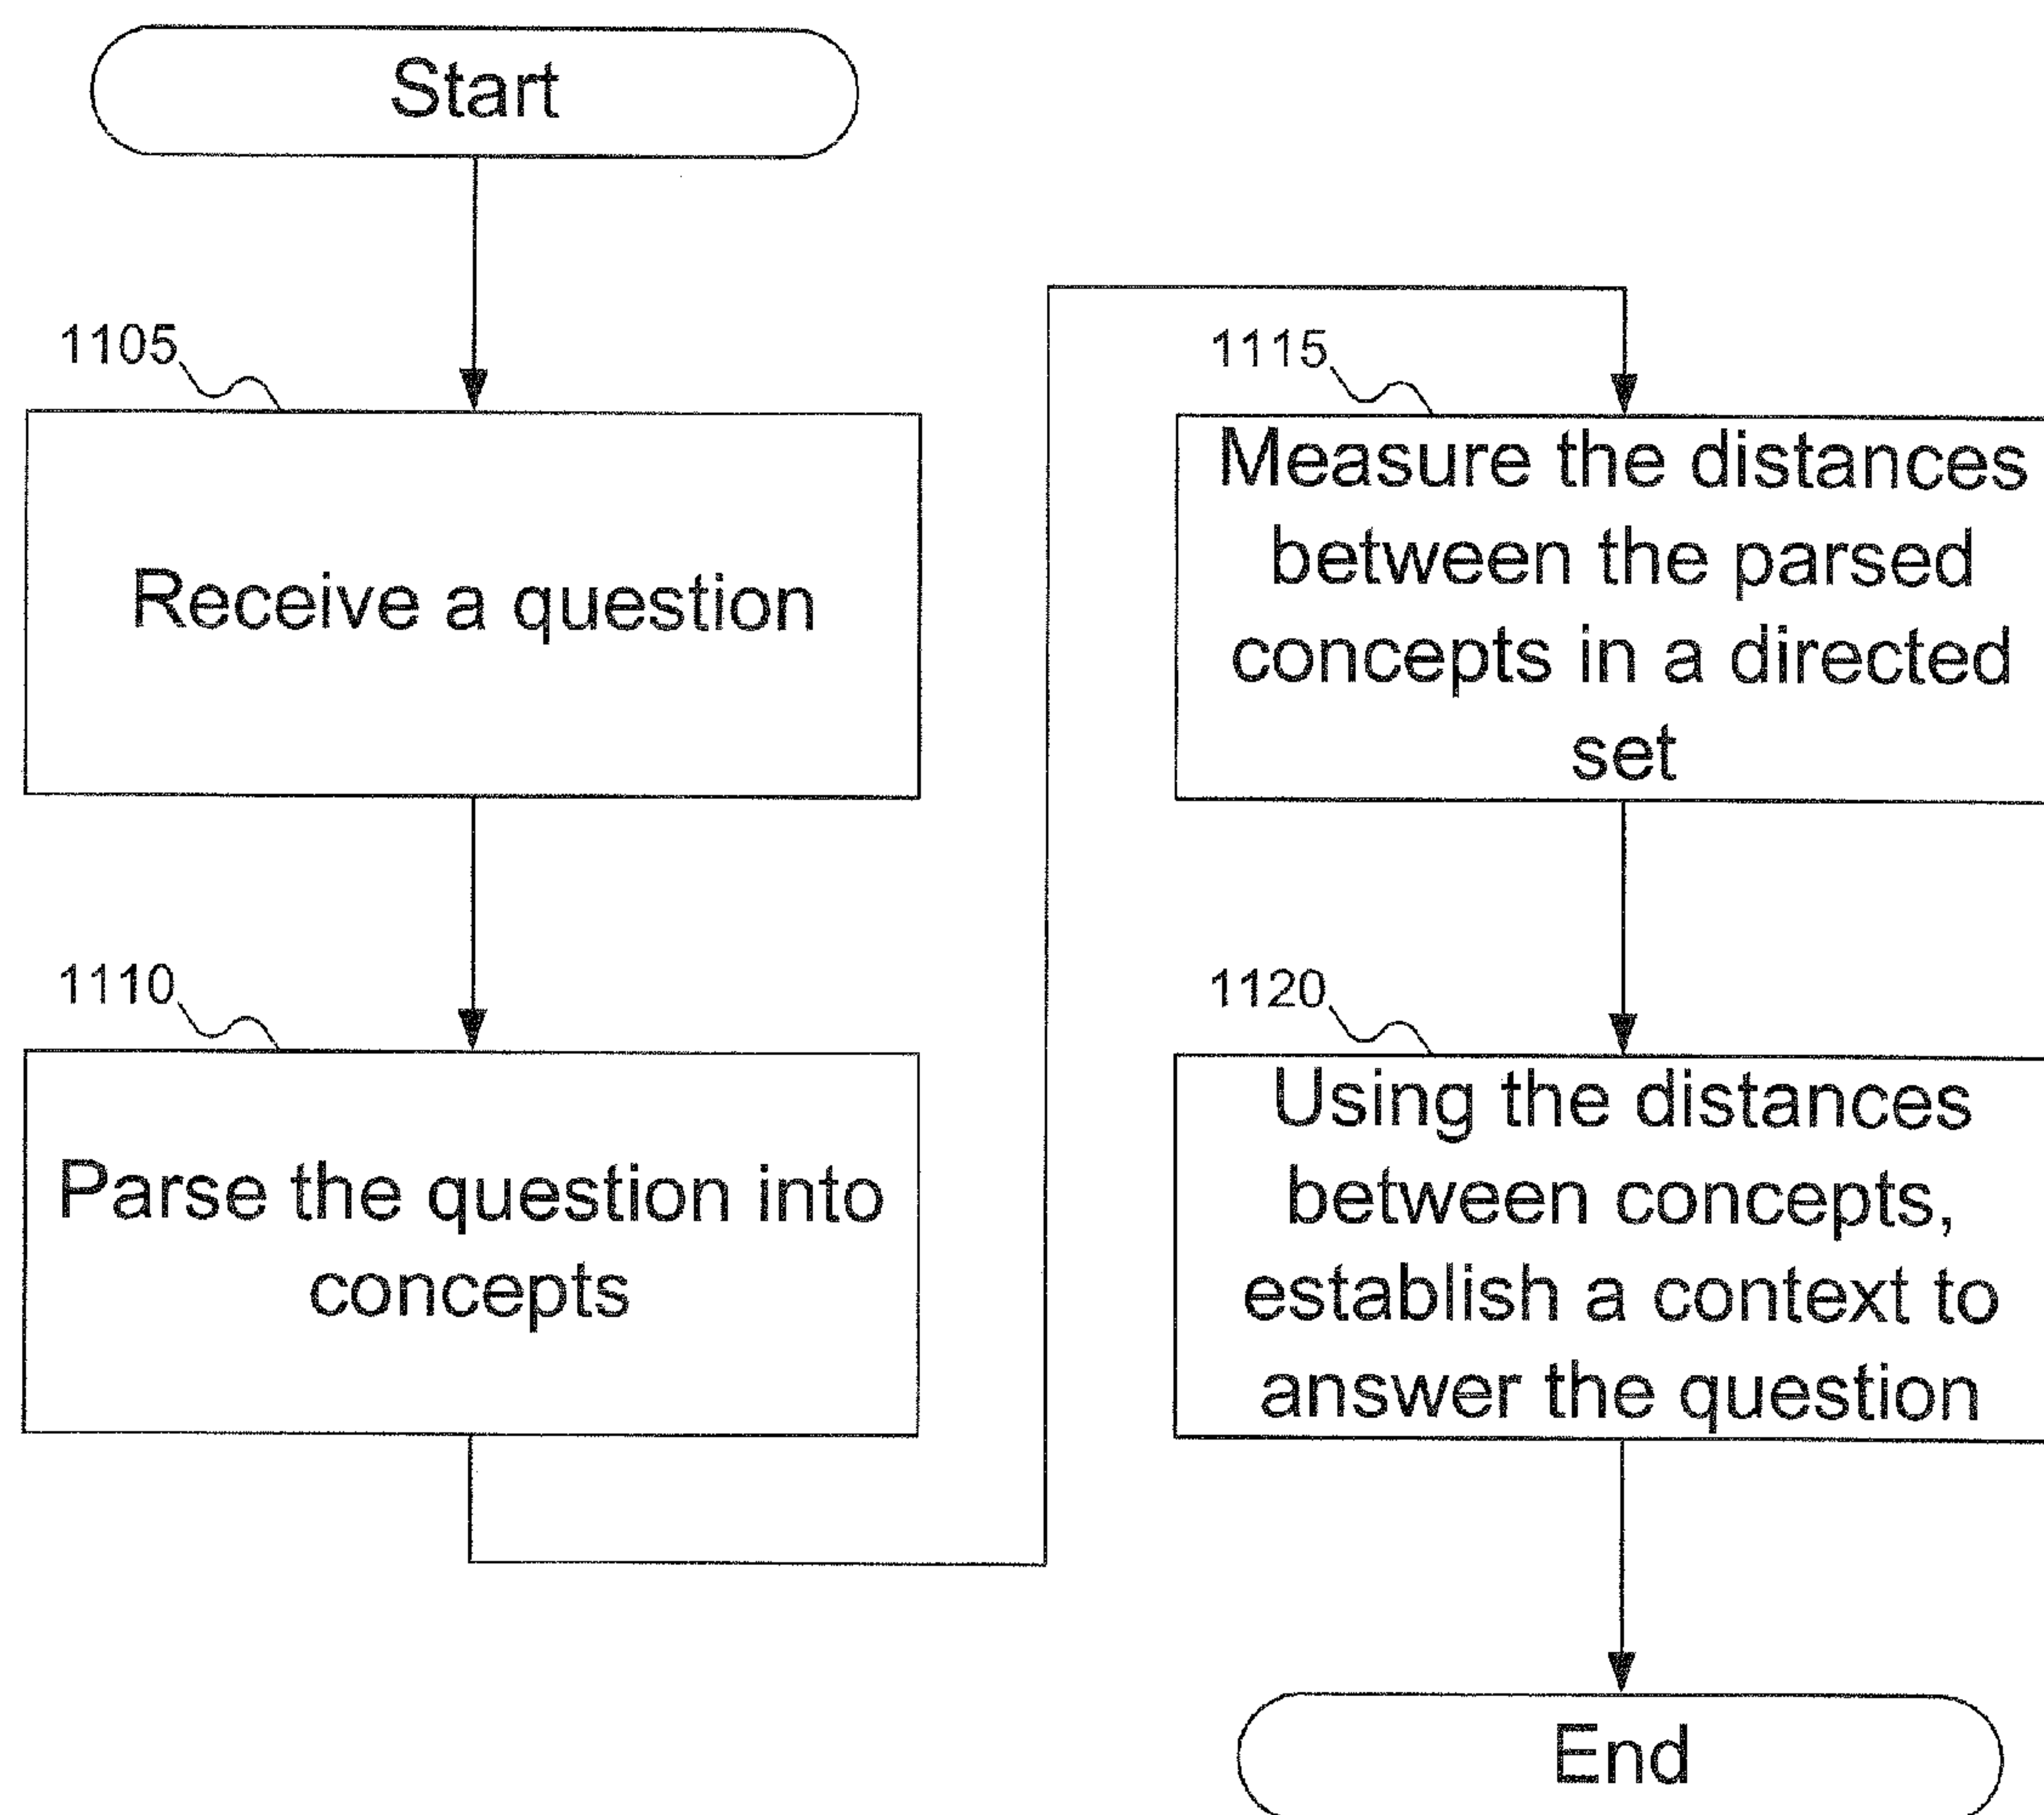 Start
1105
Receive a question
1110
Parse the question into
concepts
1115
Measure the distances
between the parsed
concepts in a directed
set
1120
Using the distances
between concepts,
establish a context to
answer the question
End